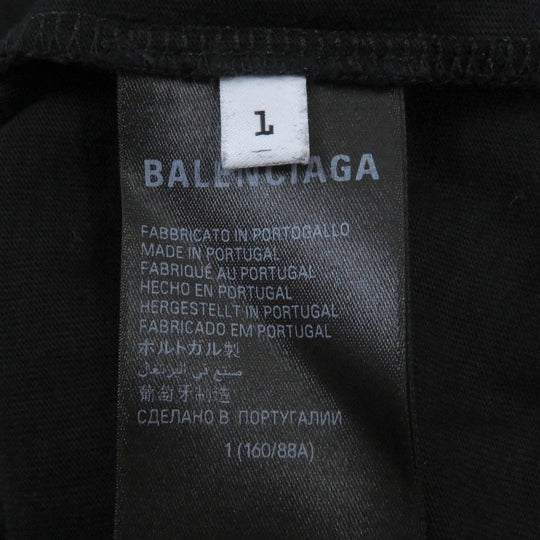 1
BALENCIAGA
FABBRICATO IN PORTOGALLO
MADE IN PORTUGAL
FABRIQUÉ AU PORTUGAL
HECHO EN PORTUGAL
HERGESTELLT IN PORTUGAL
FABRICADO EM PORTUGAL
ポルトガル製
صنع في البرتغال
葡萄牙制造
СДЕЛАНО В ПОРТУГАЛИИ
1 (160/88A)